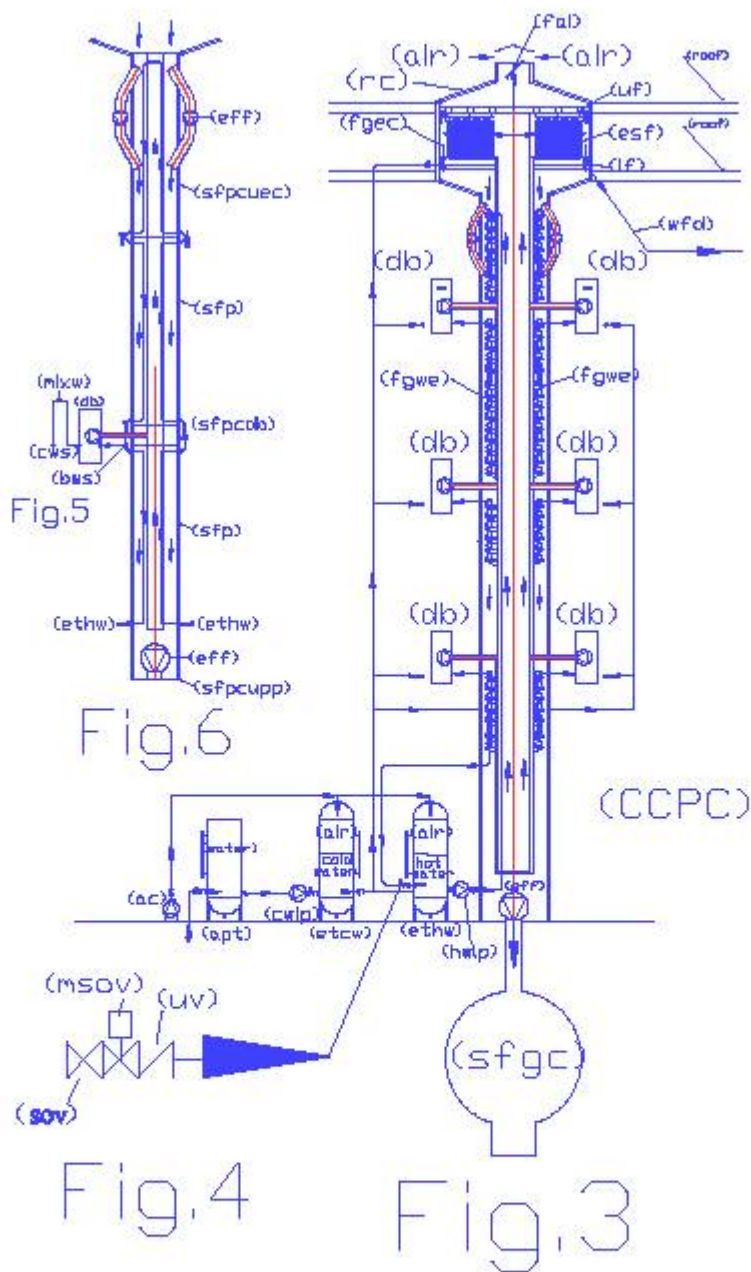 (fal)
(alr) (alr)
(roof)
(rc)
(uf)
(eff)
(fgec)
(esf)
(roof)
(lf)
(sfpcuec)
(wfd)
(db) (db)
(sfp)
(fgwe) (fgwe)
(mixw)
(db)
(sfpcdb)
(cws)
(db) (db)
(bws)
Fig.5
(sfp)
(ethw) (ethw)
(db) (db)
(eff)
(sfpcupp)
Fig.6
(CCPC)
(alr) (alr)
water)
cold
water)
hot
water)
(eff)
(ac)
(cwlp)
(apt)
(etcw)
(ethw)
(hwlp)
(msov)
(uv)
(sfgc)
(sov)
Fig.4
Fig.3